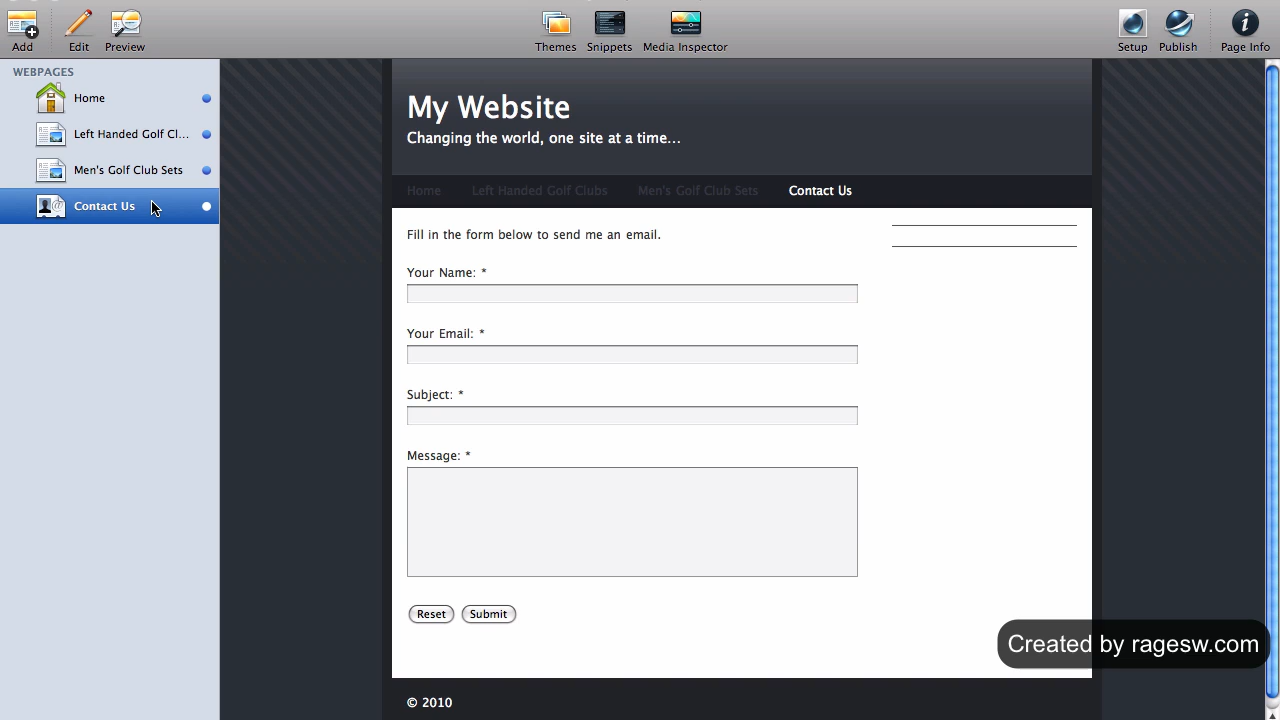 Add Edit Preview Themes Snippets Media Inspector Setup Publish Page Info
WEBPAGES
Home
Left Handed Golf Cl...
Men's Golf Club Sets
Contact Us
My Website
Changing the world, one site at a time...
Home Left Handed Golf Clubs Men's Golf Club Sets Contact Us
Fill in the form below to send me an email.
Your Name: *
Your Email: *
Subject: *
Message: *
Reset Submit
Created by ragesw.com
© 2010